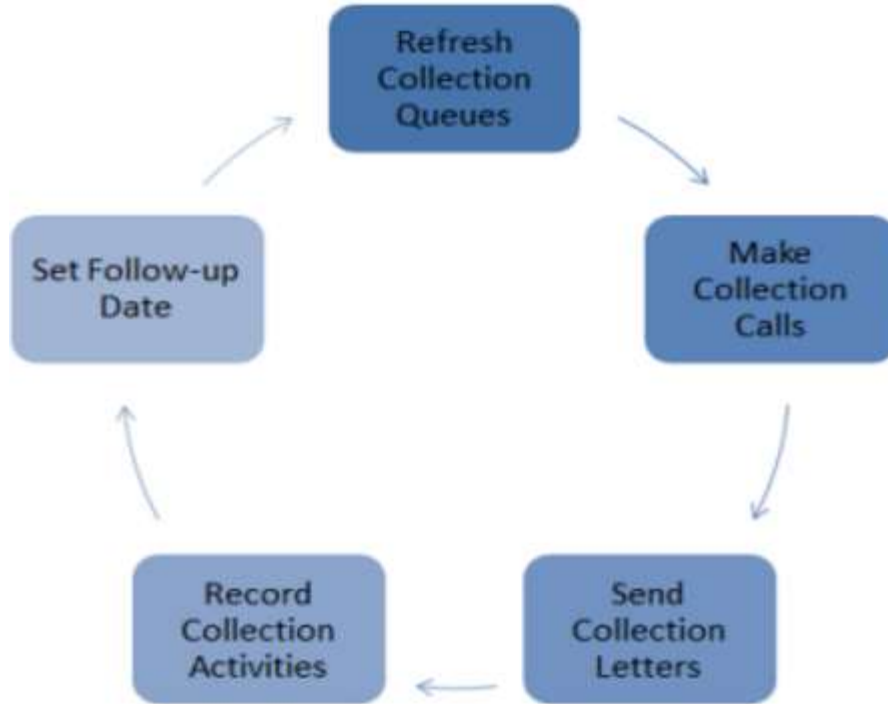 Refresh
Collection
Queues
Make
Collection
Calls
Send
Collection
Letters
Record
Collection
Activities
Set Follow-up
Date